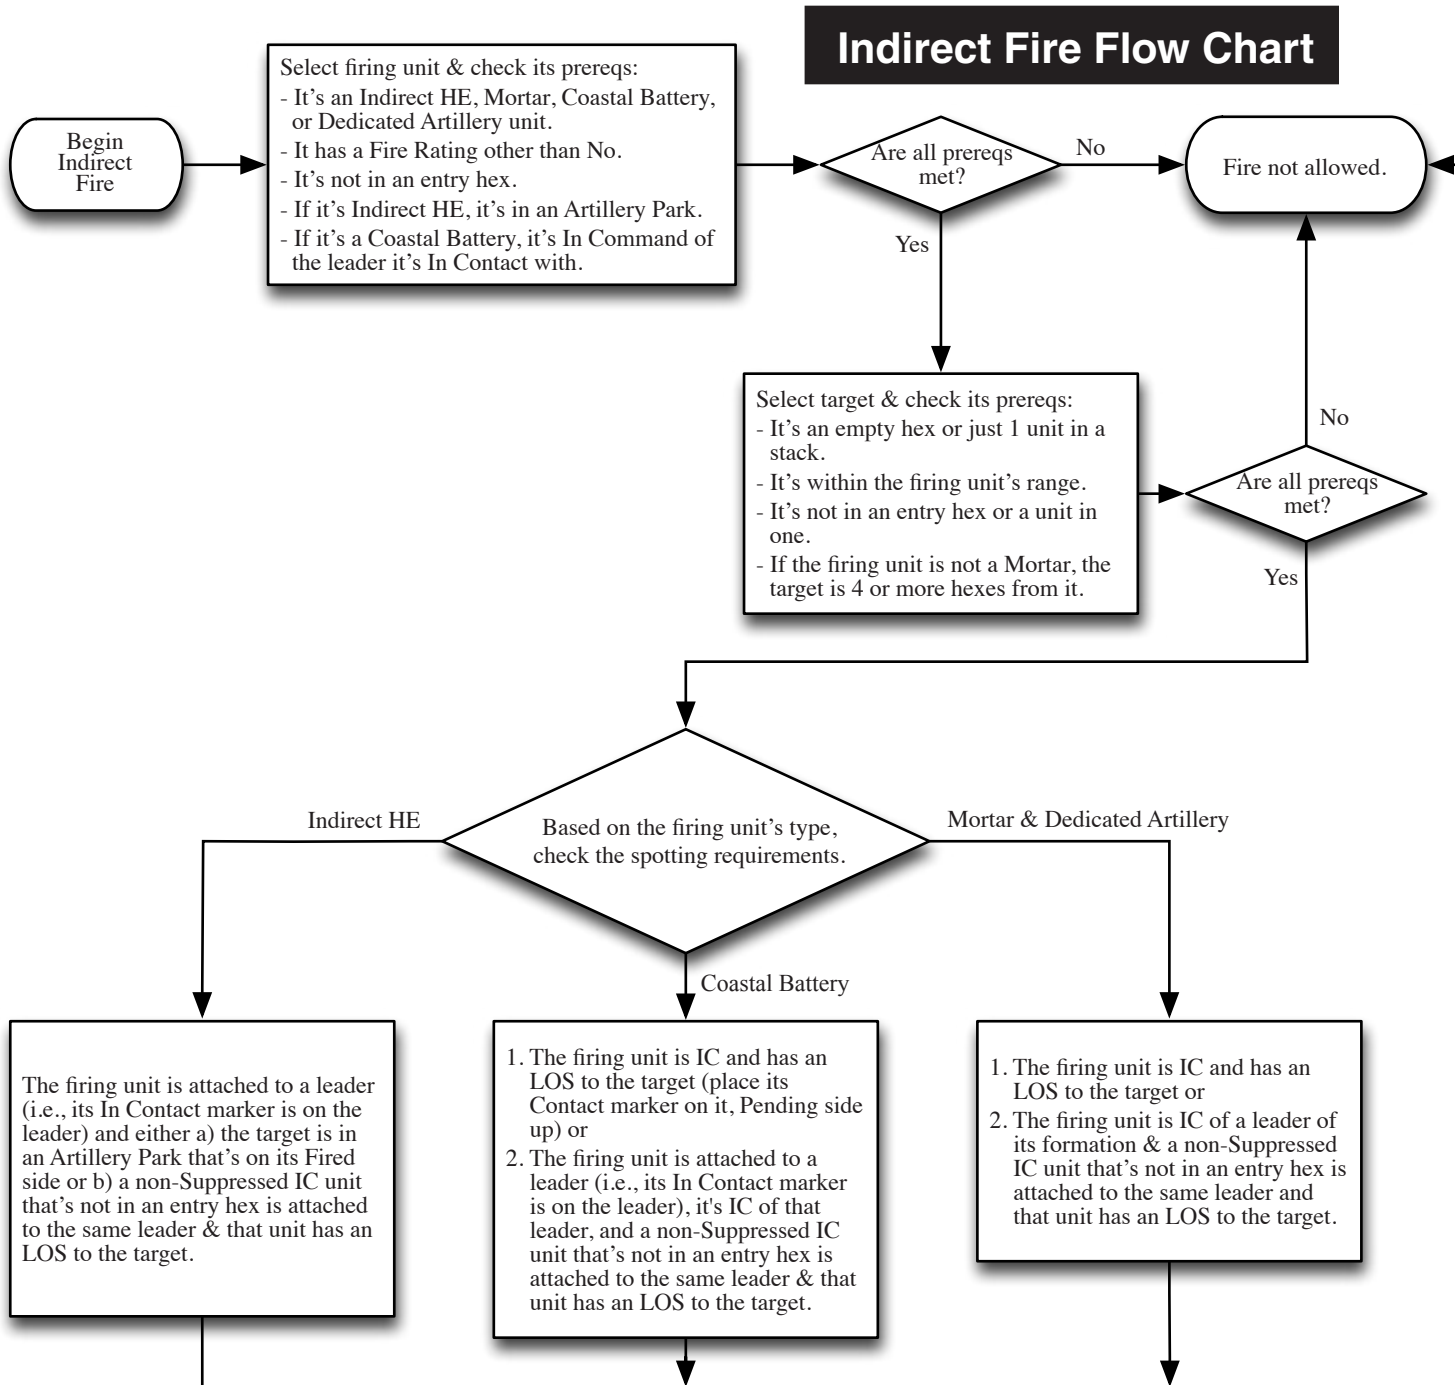 Indirect Fire Flow Chart
Begin
Indirect
Fire
Select firing unit & check its prereqs:
- It's an Indirect HE, Mortar, Coastal Battery,
or Dedicated Artillery unit.
- It has a Fire Rating other than No.
- It's not in an entry hex.
- If it's Indirect HE, it's in an Artillery Park.
- If it's a Coastal Battery, it's In Command of
the leader it's In Contact with.
Are all prereqs
met?
No
Fire not allowed.
Yes
Select target & check its prereqs:
- It's an empty hex or just 1 unit in a
stack.
- It's within the firing unit's range.
- It's not in an entry hex or a unit in
one.
- If the firing unit is not a Mortar, the
target is 4 or more hexes from it.
Are all prereqs
met?
No
Yes
Based on the firing unit's type,
check the spotting requirements.
Indirect HE
Mortar & Dedicated Artillery
Coastal Battery
The firing unit is attached to a leader
(i.e., its In Contact marker is on the
leader) and either a) the target is in
an Artillery Park that's on its Fired
side or b) a non-Suppressed IC unit
that's not in an entry hex is attached
to the same leader & that unit has an
LOS to the target.
1. The firing unit is IC and has an
LOS to the target (place its
Contact marker on it, Pending side
up) or
2. The firing unit is attached to a
leader (i.e., its In Contact marker
is on the leader), it's IC of that
leader, and a non-Suppressed IC
unit that's not in an entry hex is
attached to the same leader & that
unit has an LOS to the target.
1. The firing unit is IC and has an
LOS to the target or
2. The firing unit is IC of a leader of
its formation & a non-Suppressed
IC unit that's not in an entry hex is
attached to the same leader and
that unit has an LOS to the target.